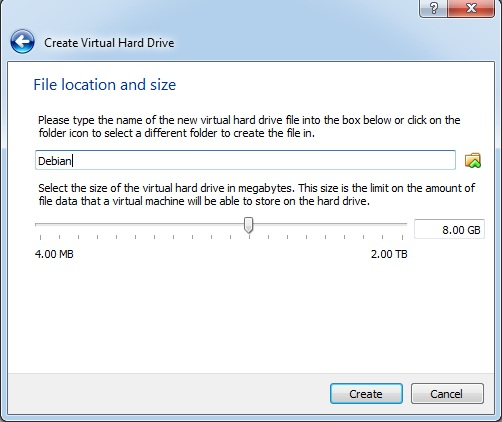 ?
X
Create Virtual Hard Drive
File location and size
Please type the name of the new virtual hard drive file into the box below or click on the
folder icon to select a different folder to create the file in.
Debian
Select the size of the virtual hard drive in megabytes. This size is the limit on the amount of
file data that a virtual machine will be able to store on the hard drive.
8.00 GB
4.00 MB 2.00 TB
Create Cancel